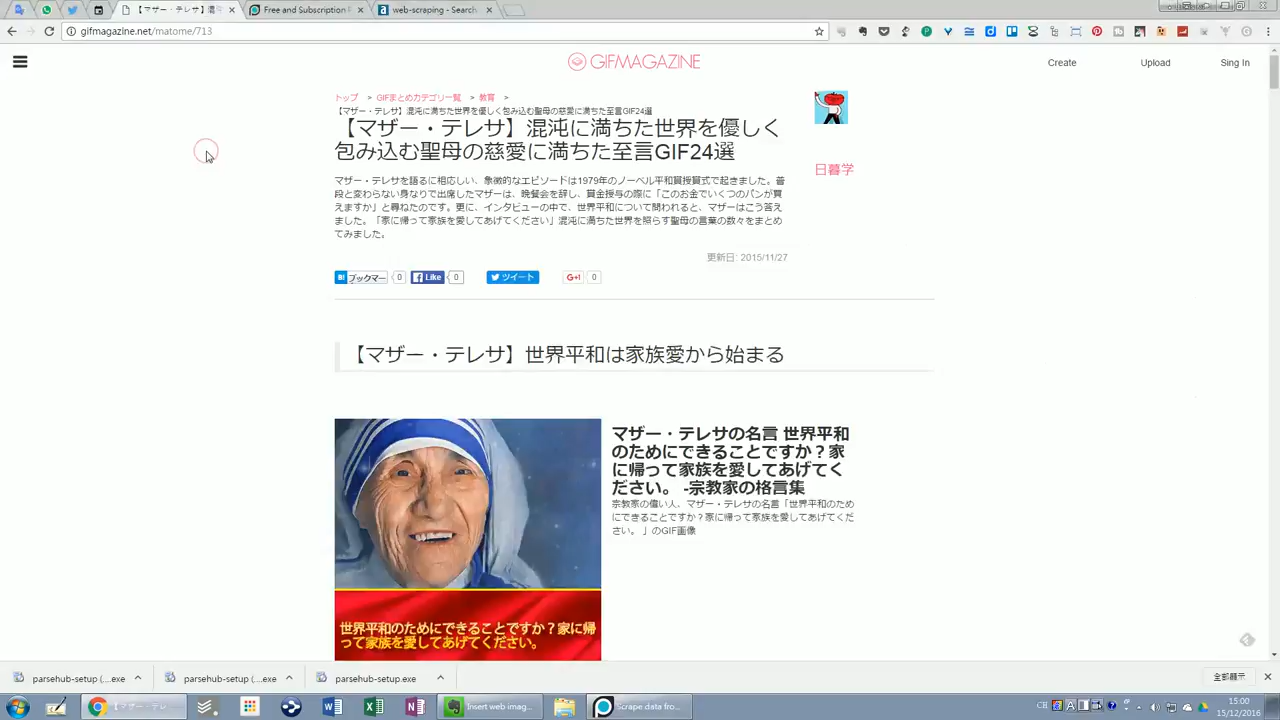 【マザー・テレサ】混沌
Free and Subscription P
web-scraping - Search
gifmagazine.net/matome/713
GIFMAGAZINE
Create
Upload
Sing In
トップ > GIFまとめカテゴリ一覧 > 教育 >
【マザー・テレサ】混沌に満ちた世界を優しく包み込む聖母の慈愛に満ちた至言GIF24選
【マザー・テレサ】混沌に満ちた世界を優しく
包み込む聖母の慈愛に満ちた至言GIF24選
日暮学
マザー・テレサを語るに相応しい、象徴的なエピソードは1979年のノーベル平和賞授賞式で起きました。普
段と変わらない身なりで出席したマザーは、晩餐会を辞し、賞金授与の際に「このお金でいくつのパンが買
えますか」と尋ねたのです。更に、インタビューの中で、世界平和について問われると、マザーはこう答え
ました。「家に帰って家族を愛してあげてください」混沌に満ちた世界を照らす聖母の言葉の数々をまとめ
てみました。
更新日: 2015/11/27
B! ブックマー 0 Like 0 ツイート G+1 0
【マザー・テレサ】世界平和は家族愛から始まる
マザー・テレサの名言 世界平和
のためにできることですか？家
に帰って家族を愛してあげてく
ださい。 -宗教家の格言集
宗教家の偉い人、マザー・テレサの名言「世界平和のため
にできることですか？家に帰って家族を愛してあげてくだ
さい。 」のGIF画像
世界平和のためにできることですか？家に帰
って家族を愛してあげてください。
parsehub-setup (....exe
parsehub-setup (....exe
parsehub-setup.exe
全部顯示
【マザー・テレ
Insert web imag...
Scrape data fro...
CH
15:00
15/12/2016